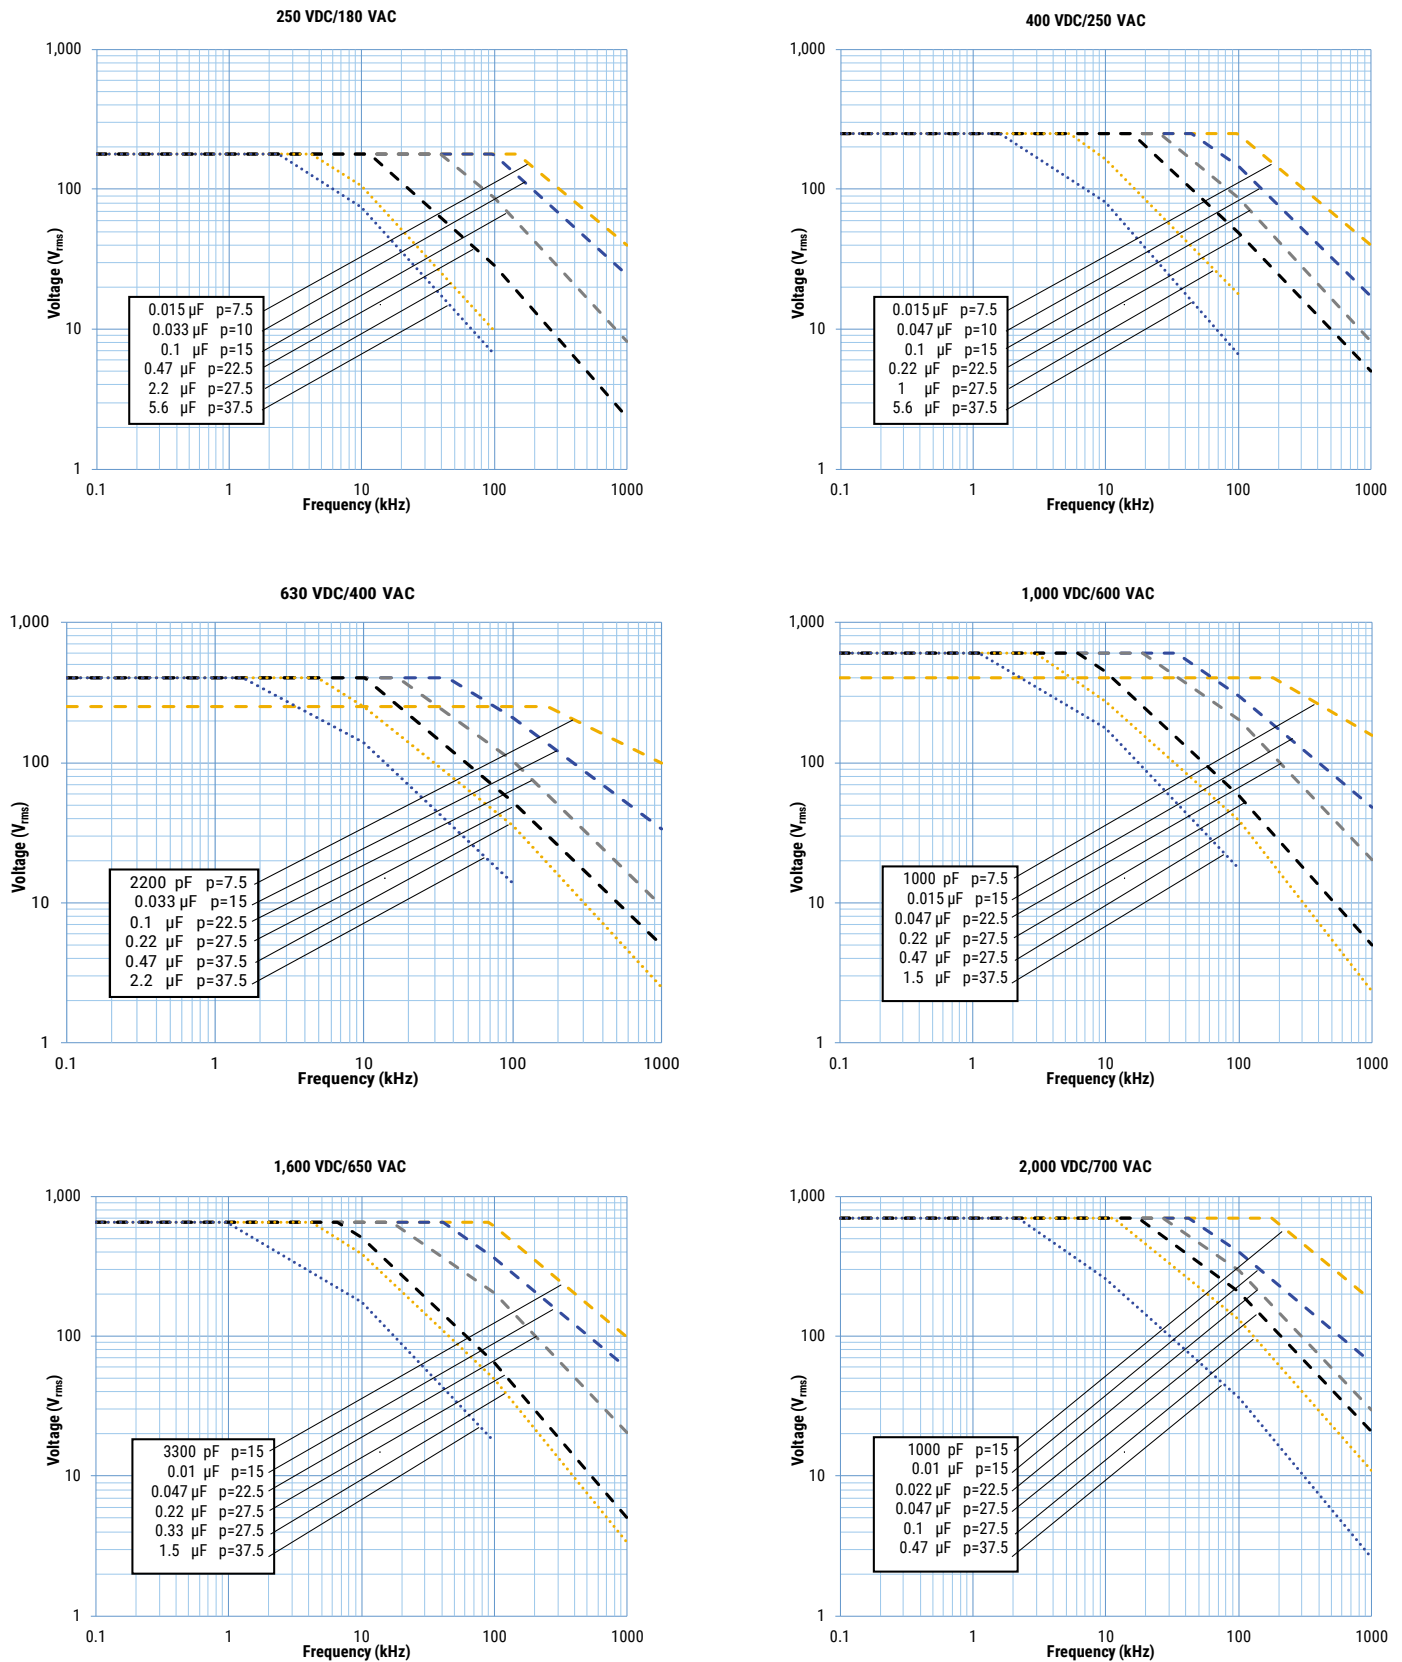 250 VDC/180 VAC
1,000
100
10
1
Voltage (Vrms)
0.015 µF p=7.5
0.033 µF p=10
0.1 µF p=15
0.47 µF p=22.5
2.2 µF p=27.5
5.6 µF p=37.5
0.1 1 10 100 1000
Frequency (kHz)
400 VDC/250 VAC
1,000
100
10
1
Voltage (Vrms)
0.015 µF p=7.5
0.047 µF p=10
0.1 µF p=15
0.22 µF p=22.5
1 µF p=27.5
5.6 µF p=37.5
0.1 1 10 100 1000
Frequency (kHz)
630 VDC/400 VAC
1,000
100
10
1
Voltage (Vrms)
2200 pF p=7.5
0.033 µF p=15
0.1 µF p=22.5
0.22 µF p=27.5
0.47 µF p=37.5
2.2 µF p=37.5
0.1 1 10 100 1000
Frequency (kHz)
1,000 VDC/600 VAC
1,000
100
10
1
Voltage (Vrms)
1000 pF p=7.5
0.015 µF p=15
0.047 µF p=22.5
0.22 µF p=27.5
0.47 µF p=27.5
1.5 µF p=37.5
0.1 1 10 100 1000
Frequency (kHz)
1,600 VDC/650 VAC
1,000
100
10
1
Voltage (Vrms)
3300 pF p=15
0.01 µF p=15
0.047 µF p=22.5
0.22 µF p=27.5
0.33 µF p=27.5
1.5 µF p=37.5
0.1 1 10 100 1000
Frequency (kHz)
2,000 VDC/700 VAC
1,000
100
10
1
Voltage (Vrms)
1000 pF p=15
0.01 µF p=15
0.022 µF p=22.5
0.047 µF p=27.5
0.1 µF p=27.5
0.47 µF p=37.5
0.1 1 10 100 1000
Frequency (kHz)